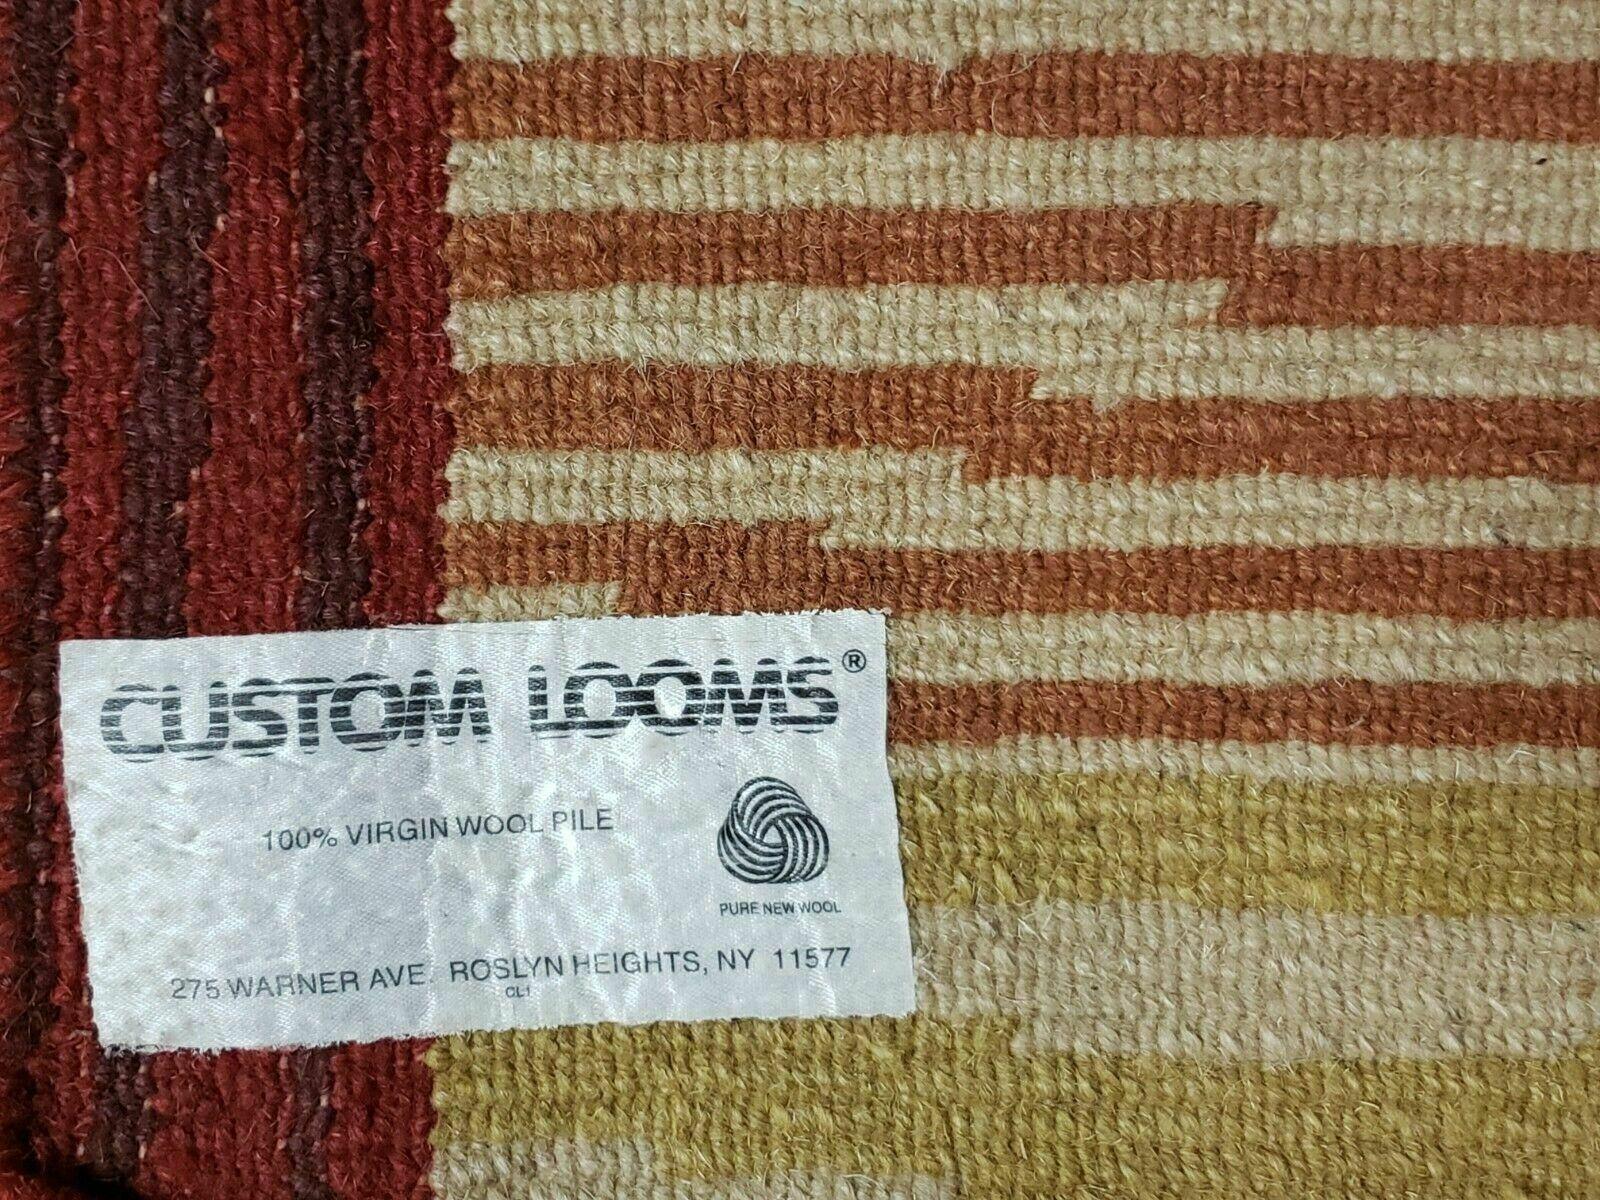 CUSTOM LOOMS®
100% VIRGIN WOOL PILE
PURE NEW WOOL
275 WARNER AVE. ROSLYN HEIGHTS, NY 11577
CL1